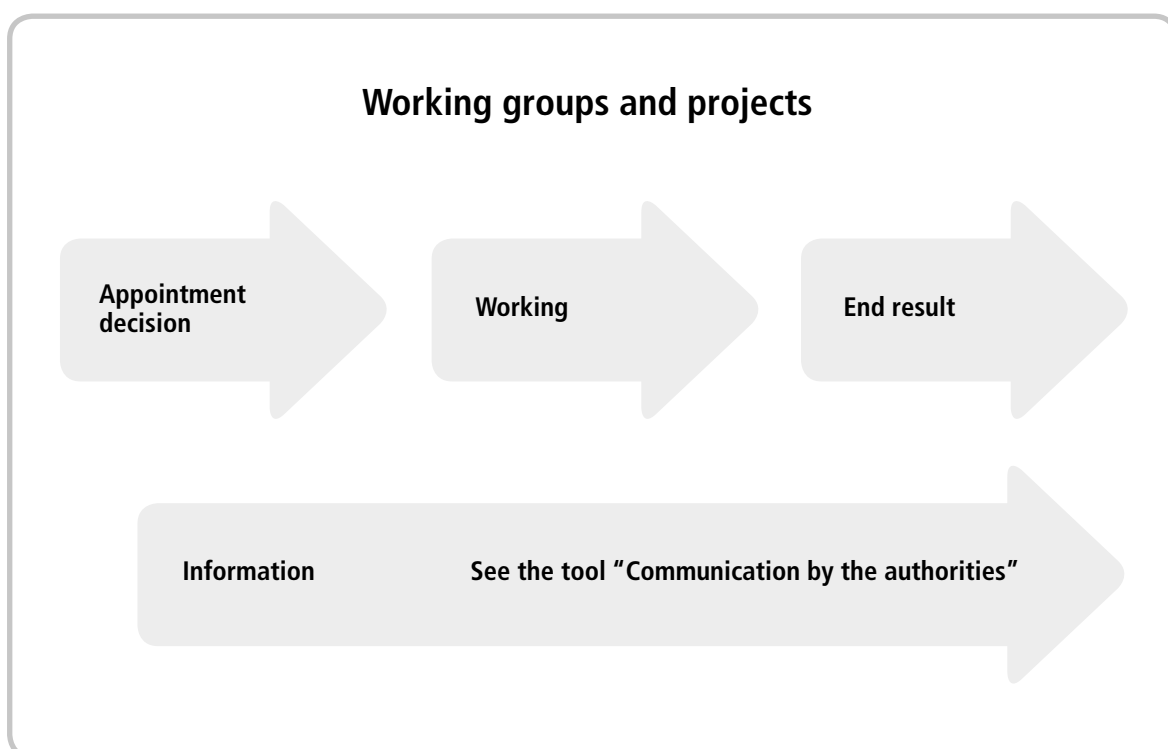 Working groups and projects
Appointment
decision
Working
End result
Information
See the tool “Communication by the authorities”